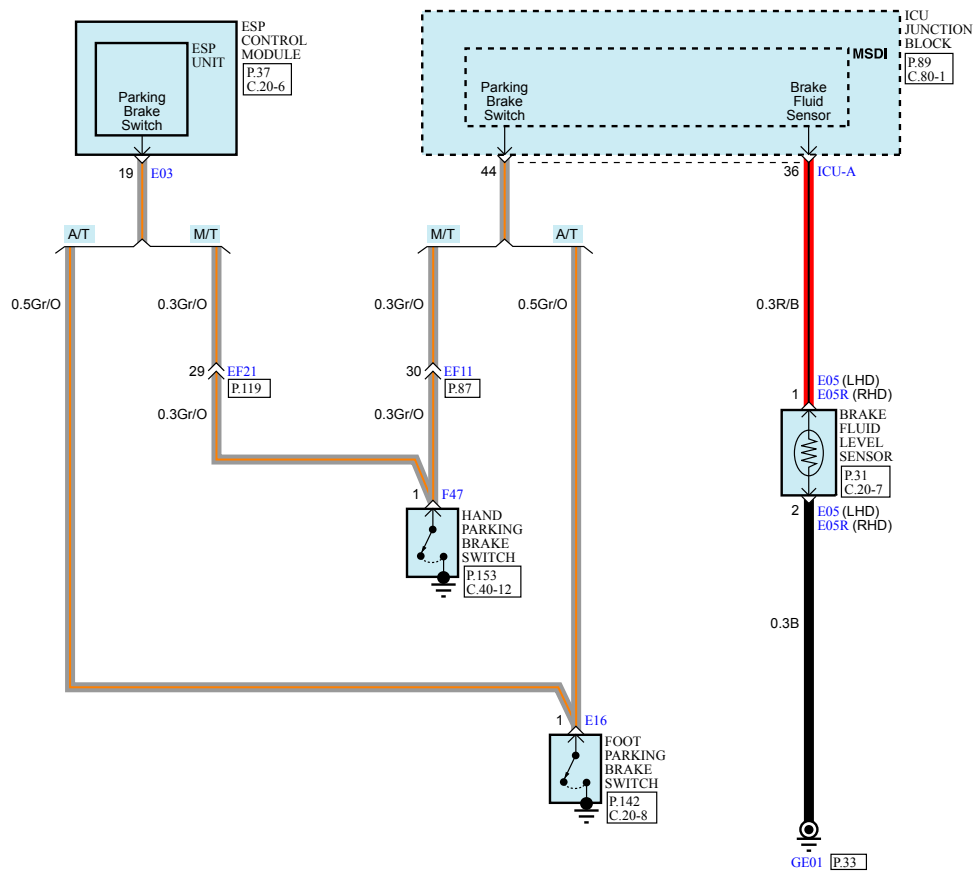 ESP
CONTROL
MODULE
P.37
C.20-6
ESP
UNIT
Parking
Brake
Switch
19
E03
ICU
JUNCTION
BLOCK
P.89
C.80-1
MSDI
Parking
Brake
Switch
Brake
Fluid
Sensor
44
36
ICU-A
A/T
M/T
M/T
A/T
0.5Gr/O
0.3Gr/O
0.3Gr/O
0.5Gr/O
0.3R/B
29
EF21
P.119
30
EF11
P.87
0.3Gr/O
0.3Gr/O
E05 (LHD)
1
E05R (RHD)
BRAKE
FLUID
LEVEL
SENSOR
P.31
C.20-7
2
E05 (LHD)
E05R (RHD)
1
F47
HAND
PARKING
BRAKE
SWITCH
P.153
C.40-12
0.3B
1
E16
FOOT
PARKING
BRAKE
SWITCH
P.142
C.20-8
GE01
P.33